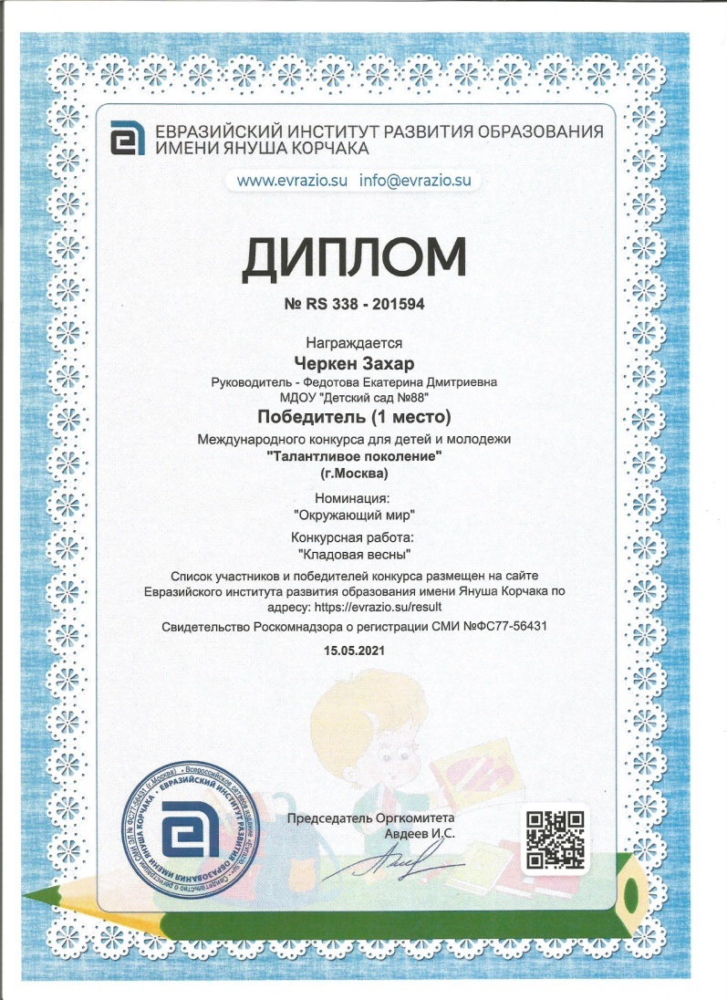 ЕВРАЗИЙСКИЙ ИНСТИТУТ РАЗВИТИЯ ОБРАЗОВАНИЯ
ИМЕНИ ЯНУША КОРЧАКА
www.evrazio.su info@evrazio.su
ДИПЛОМ
№ RS 338 - 201594
Награждается
Черкен Захар
Руководитель - Федотова Екатерина Дмитриевна
МДОУ "Детский сад №88"
Победитель (1 место)
Международного конкурса для детей и молодежи
"Талантливое поколение"
(г.Москва)
Номинация:
"Окружающий мир"
Конкурсная работа:
"Кладовая весны"
Список участников и победителей конкурса размещен на сайте
Евразийского института развития образования имени Януша Корчака по
адресу: https://evrazio.su/result
Свидетельство Роскомнадзора о регистрации СМИ №ФС77-56431
15.05.2021
Председатель Оргкомитета
Авдеев И.С.
ЕВРАЗИЙСКИЙ ИНСТИТУТ РАЗВИТИЯ ОБРАЗОВАНИЯ ИМЕНИ ЯНУША КОРЧАКА